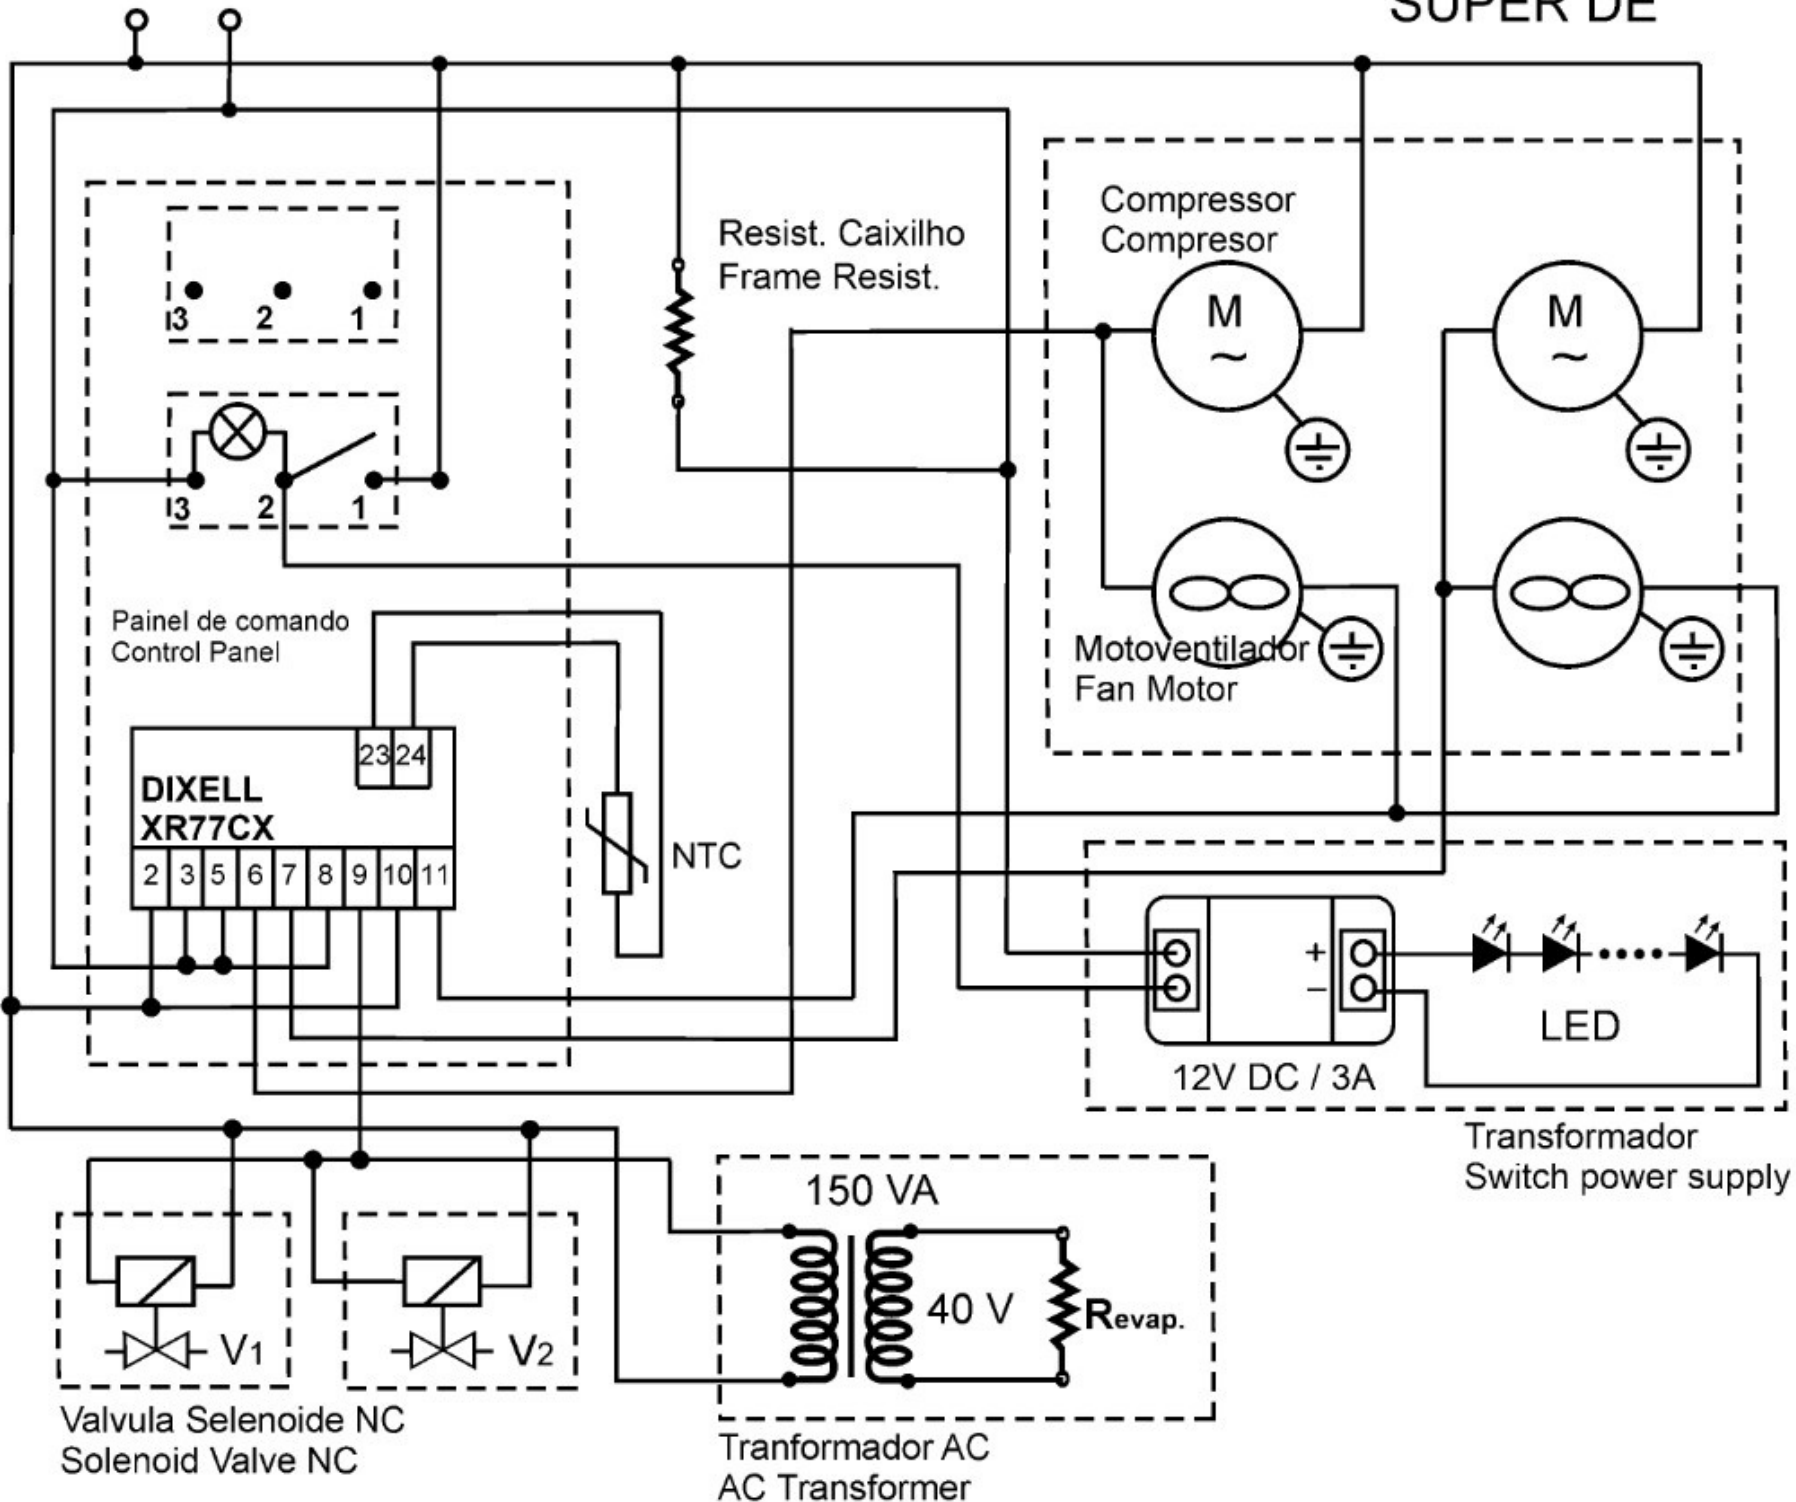 SUPER DE
Compressor
Compresor
M
~
M
~
Resist. Caixilho
Frame Resist.
3 2 1
3 2 1
Painel de comando
Control Panel
Motoventilador
Fan Motor
23 24
DIXELL
XR77CX
2 3 5 6 7 8 9 10 11
NTC
+
–
LED
12V DC / 3A
Transformador
Switch power supply
150 VA
40 V
Revap.
V1
V2
Valvula Selenoide NC
Solenoid Valve NC
Tranformador AC
AC Transformer